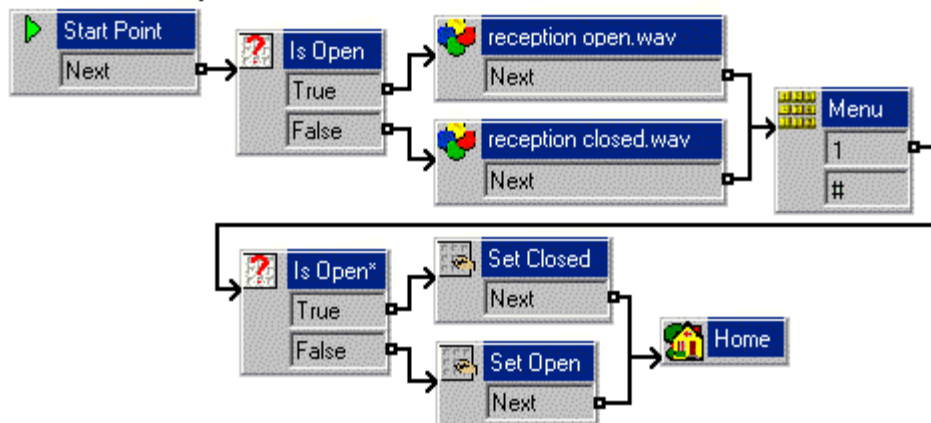 Start Point
Next
Is Open
True
False
reception open.wav
Next
reception closed.wav
Next
Menu
1
#
Is Open*
True
False
Set Closed
Next
Set Open
Next
Home